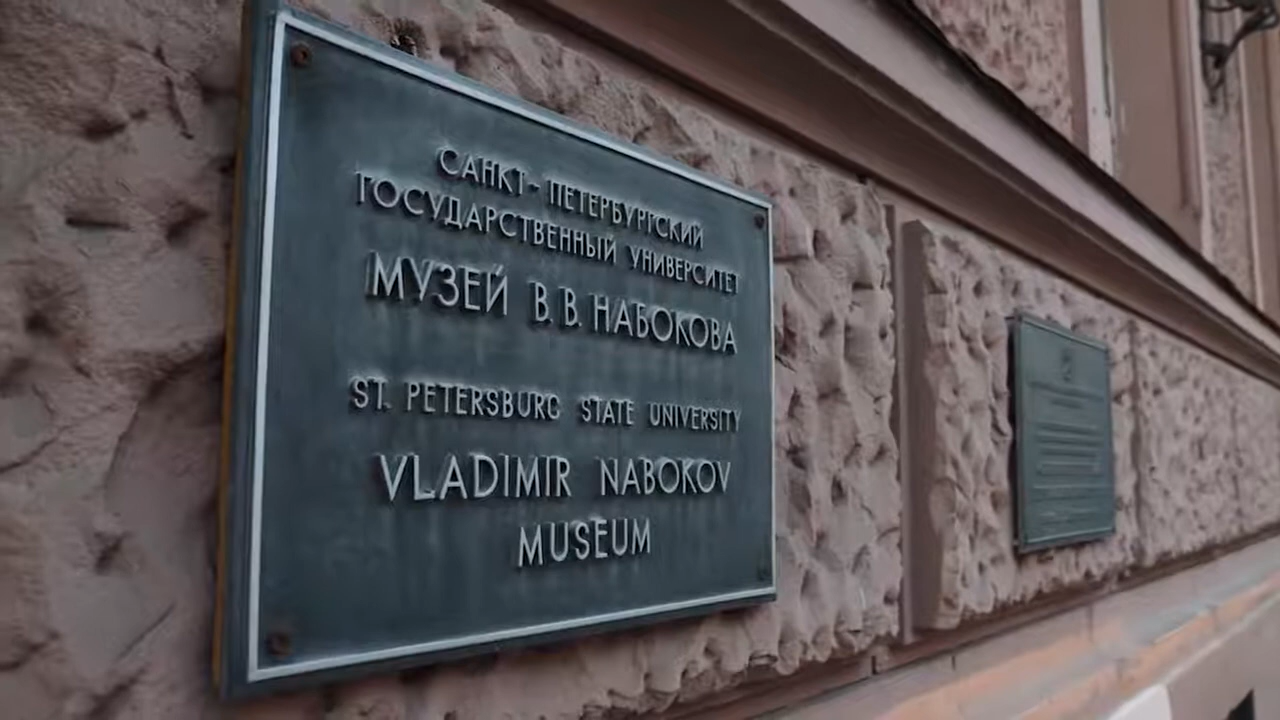 САНКТ-ПЕТЕРБУРГСКИЙ
ГОСУДАРСТВЕННЫЙ УНИВЕРСИТЕТ
МУЗЕЙ В.В. НАБОКОВА
ST. PETERSBURG STATE UNIVERSITY
VLADIMIR NABOKOV
MUSEUM